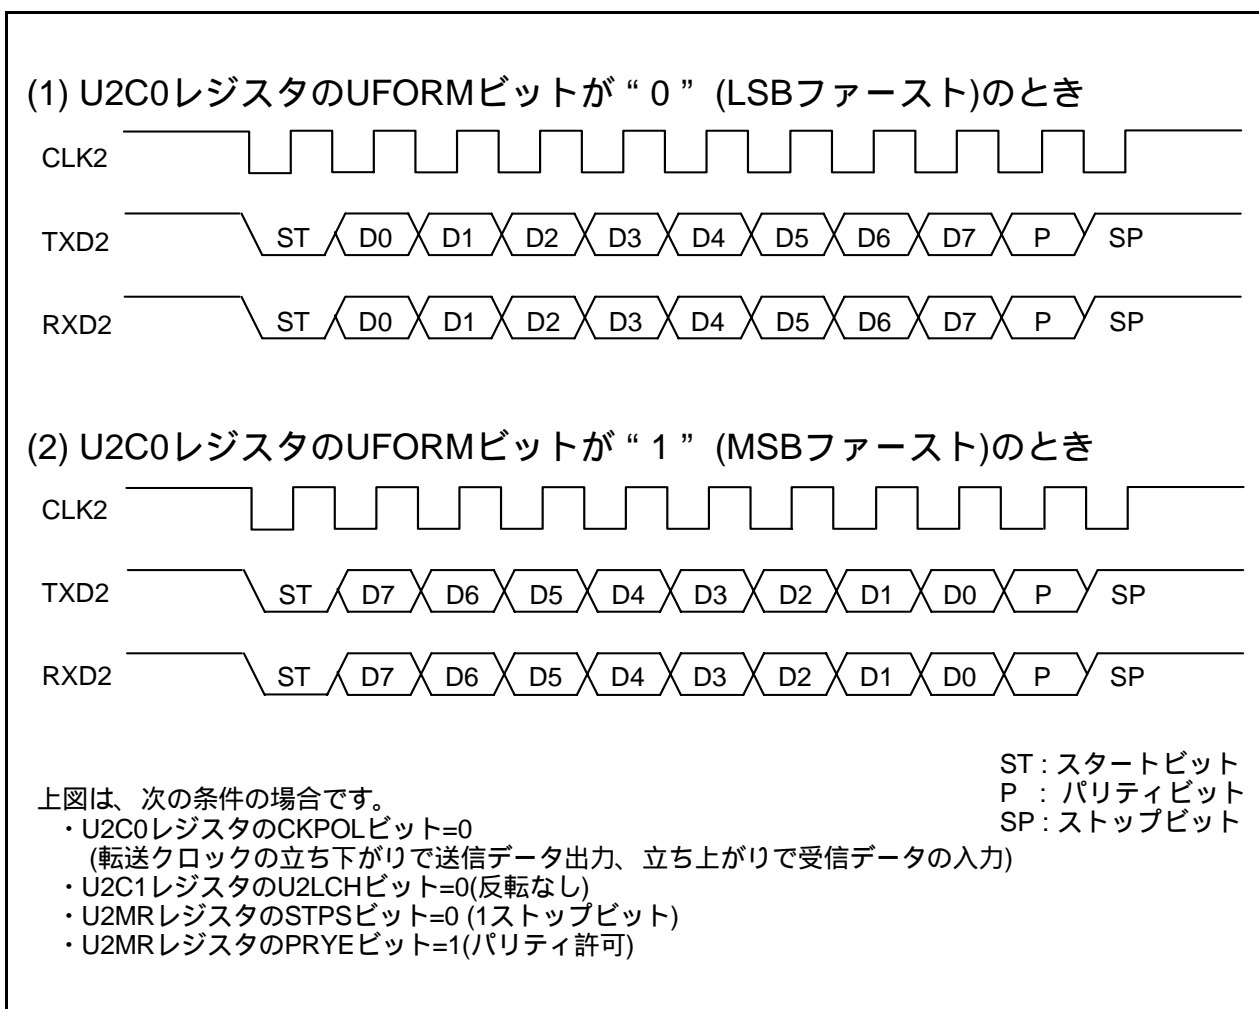 (1) U2C0レジスタのUFORMビットが“0” (LSBファースト)のとき
CLK2
TXD2 ST D0 D1 D2 D3 D4 D5 D6 D7 P SP
RXD2 ST D0 D1 D2 D3 D4 D5 D6 D7 P SP
(2) U2C0レジスタのUFORMビットが“1” (MSBファースト)のとき
CLK2
TXD2 ST D7 D6 D5 D4 D3 D2 D1 D0 P SP
RXD2 ST D7 D6 D5 D4 D3 D2 D1 D0 P SP
ST : スタートビット
P : パリティビット
SP : ストップビット
上図は、次の条件の場合です。
・U2C0レジスタのCKPOLビット=0
(転送クロックの立ち下がりで送信データ出力、立ち上がりで受信データの入力)
・U2C1レジスタのU2LCHビット=0(反転なし)
・U2MRレジスタのSTPSビット=0 (1ストップビット)
・U2MRレジスタのPRYEビット=1(パリティ許可)